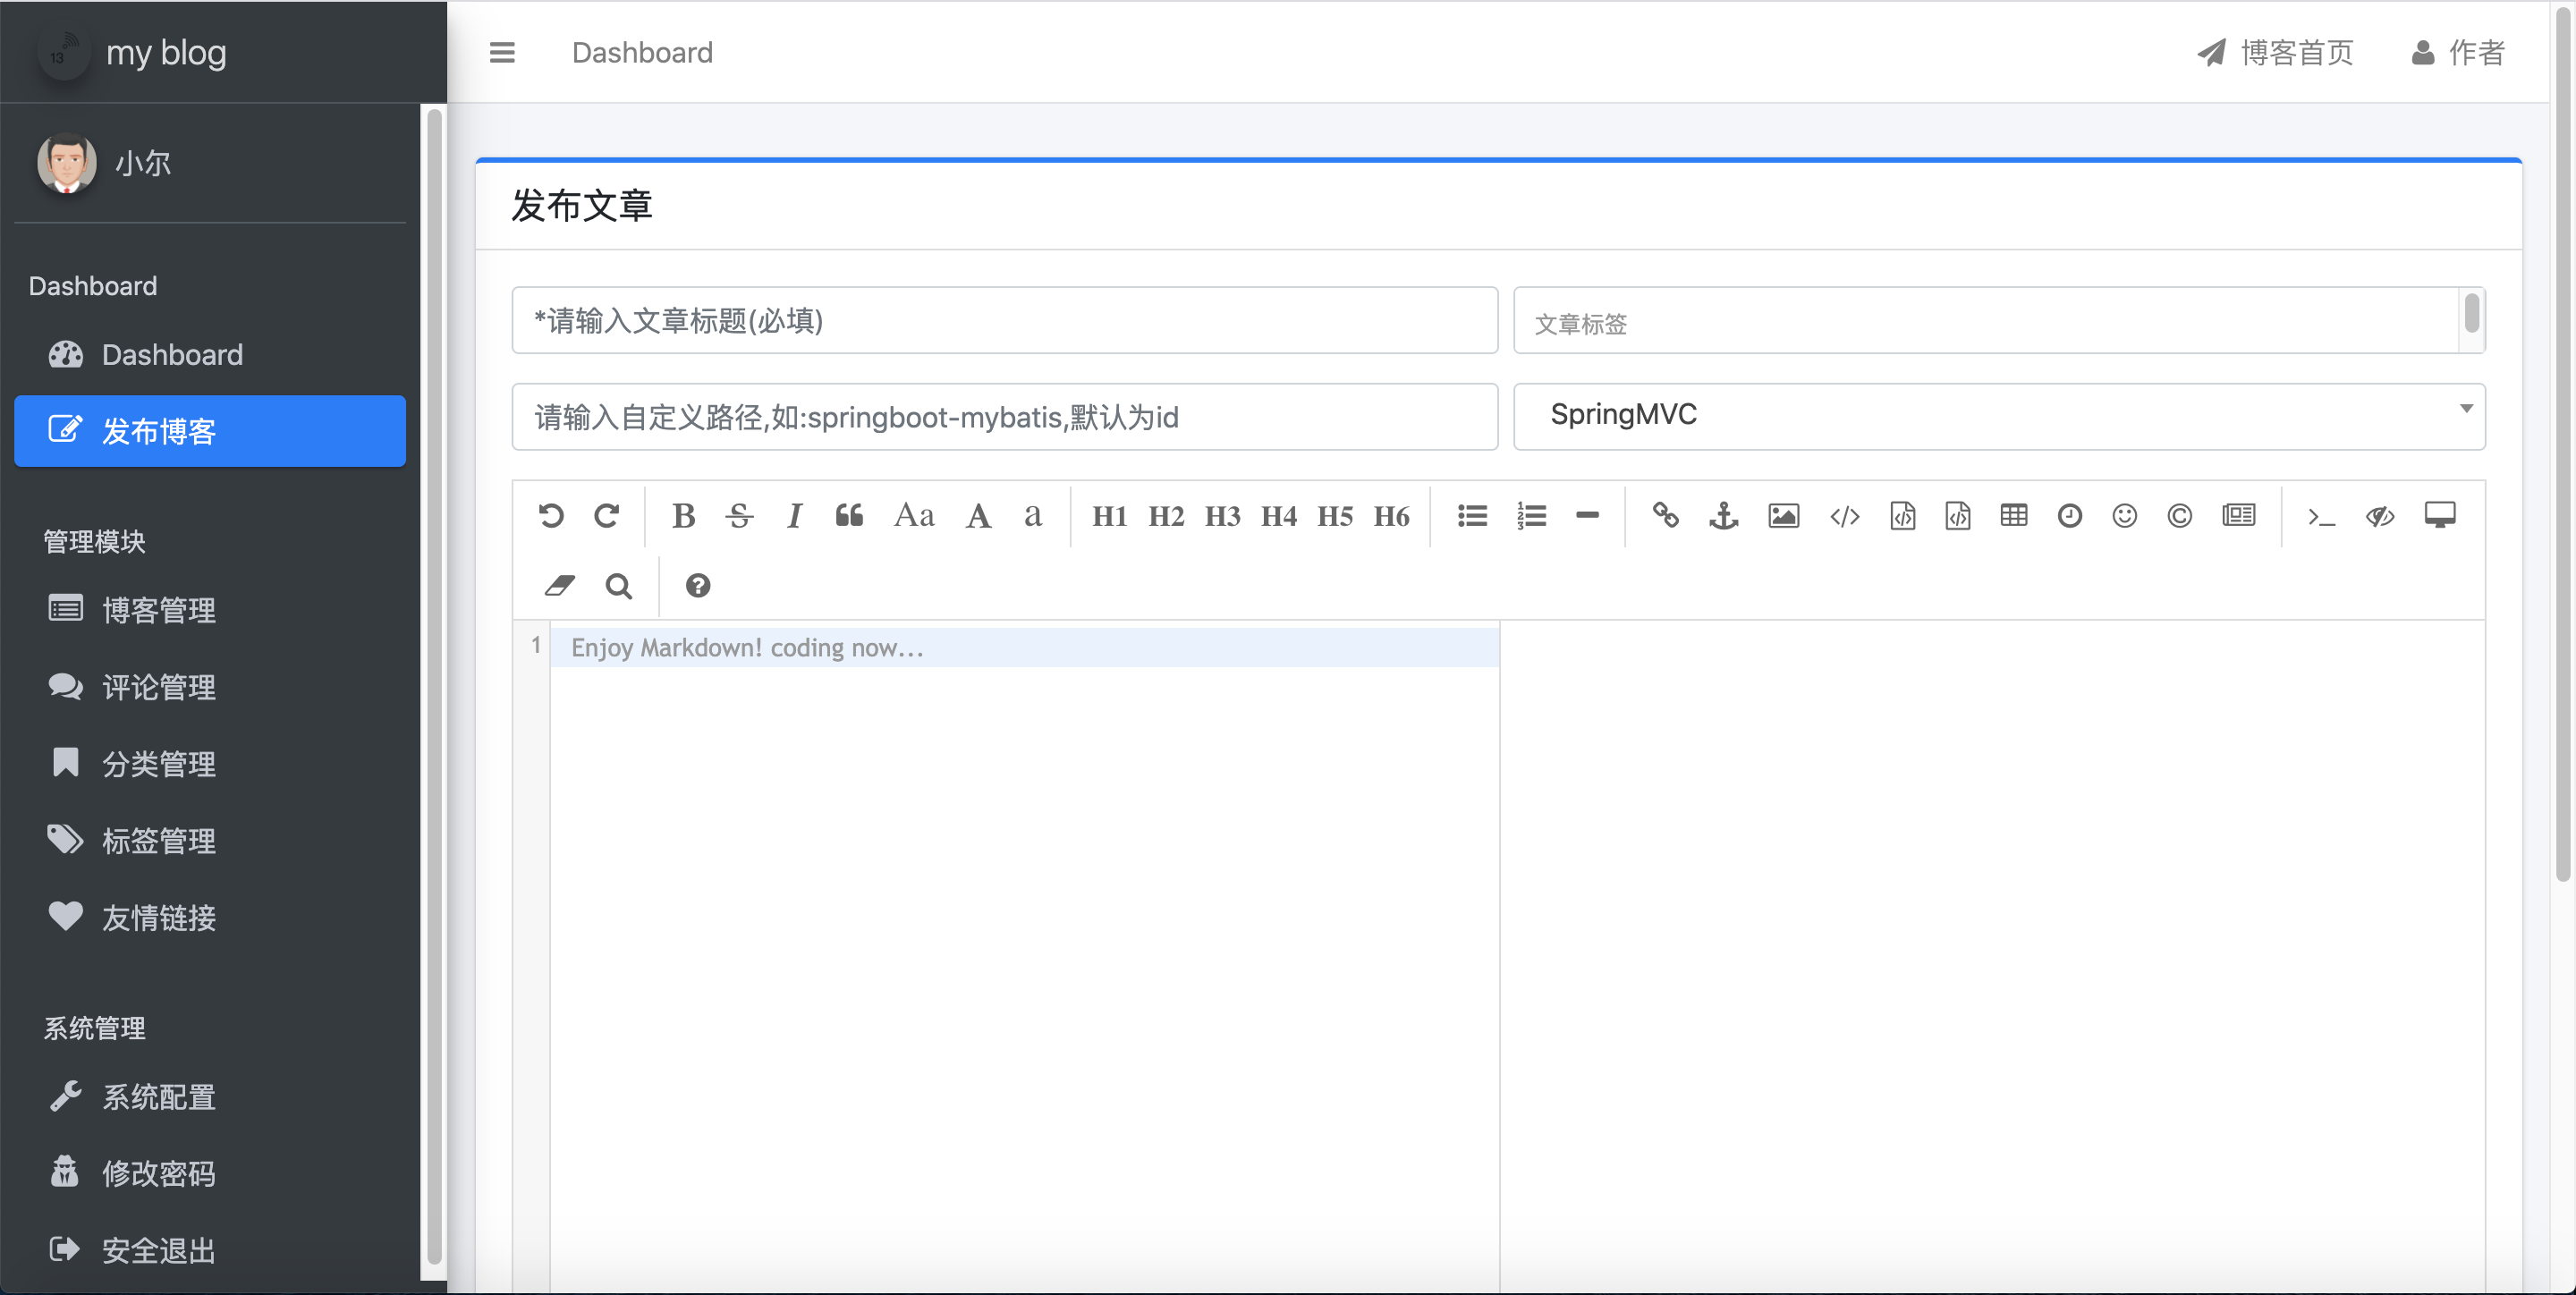 13
my blog
Dashboard
博客首页
作者
小尔
Dashboard
Dashboard
发布博客
管理模块
博客管理
评论管理
分类管理
标签管理
友情链接
系统管理
系统配置
修改密码
安全退出
发布文章
*请输入文章标题(必填)
文章标签
请输入自定义路径,如:springboot-mybatis,默认为id
SpringMVC
B S I Aa A a H1 H2 H3 H4 H5 H6
1 Enjoy Markdown! coding now...